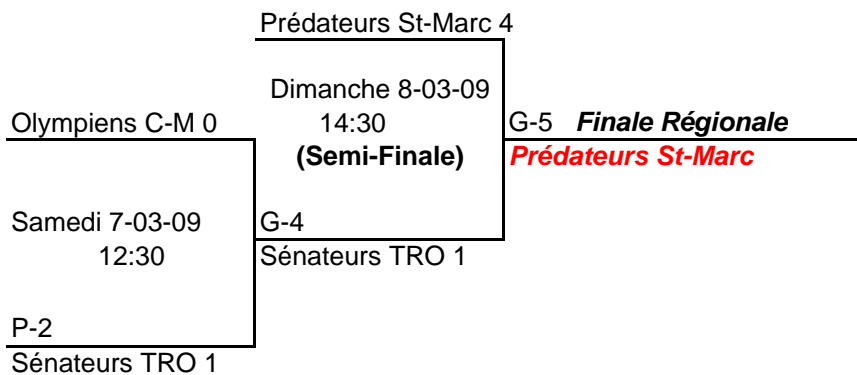 Prédateurs St-Marc 4
Dimanche 8-03-09
Olympiens C-M 0
14:30
G-5 Finale Régionale
(Semi-Finale)
Prédateurs St-Marc
Samedi 7-03-09
G-4
12:30
Sénateurs TRO 1
P-2
Sénateurs TRO 1